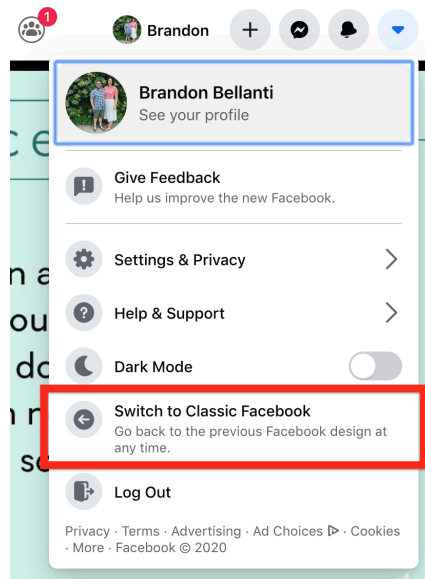 1
Brandon
Brandon Bellanti
See your profile
Give Feedback
Help us improve the new Facebook.
Settings & Privacy
Help & Support
Dark Mode
Switch to Classic Facebook
Go back to the previous Facebook design at
any time.
Log Out
Privacy · Terms · Advertising · Ad Choices · Cookies
· More · Facebook © 2020